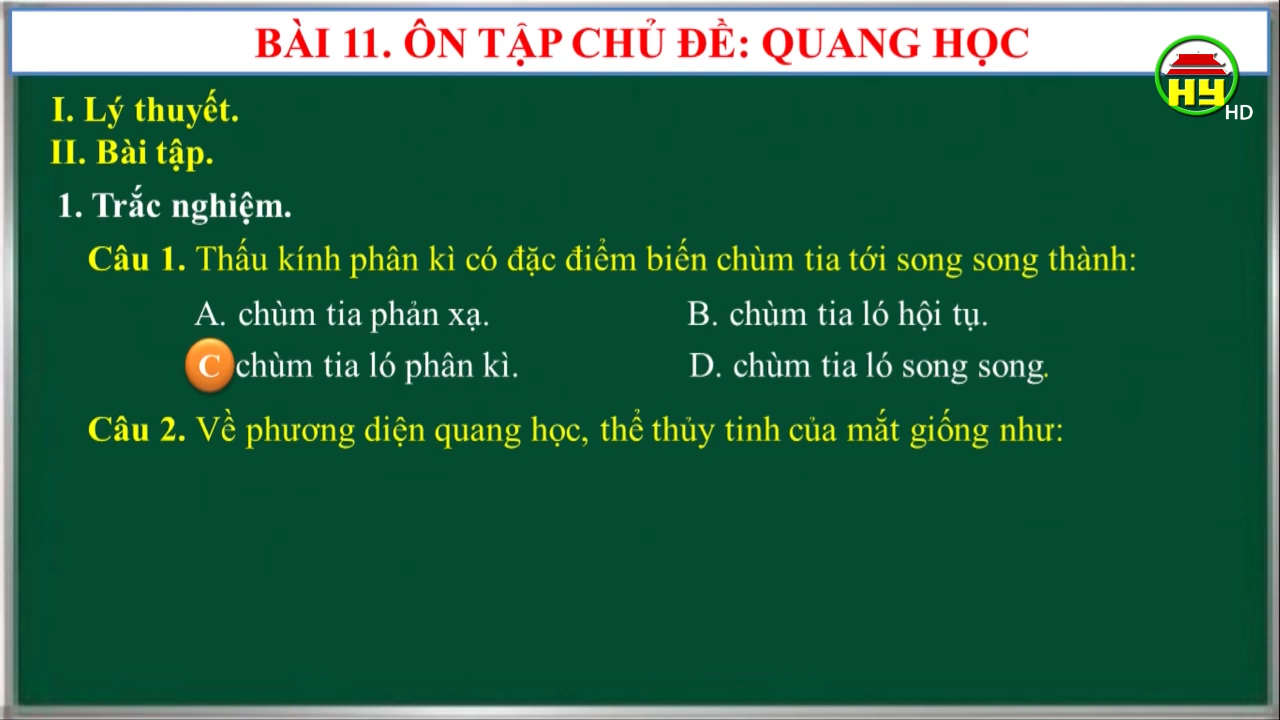 BÀI 11. ÔN TẬP CHỦ ĐỀ: QUANG HỌC
HY
HD
I. Lý thuyết.
II. Bài tập.
1. Trắc nghiệm.
Câu 1. Thấu kính phân kì có đặc điểm biến chùm tia tới song song thành:
A. chùm tia phản xạ. B. chùm tia ló hội tụ.
C chùm tia ló phân kì. D. chùm tia ló song song.
Câu 2. Về phương diện quang học, thể thủy tinh của mắt giống như: